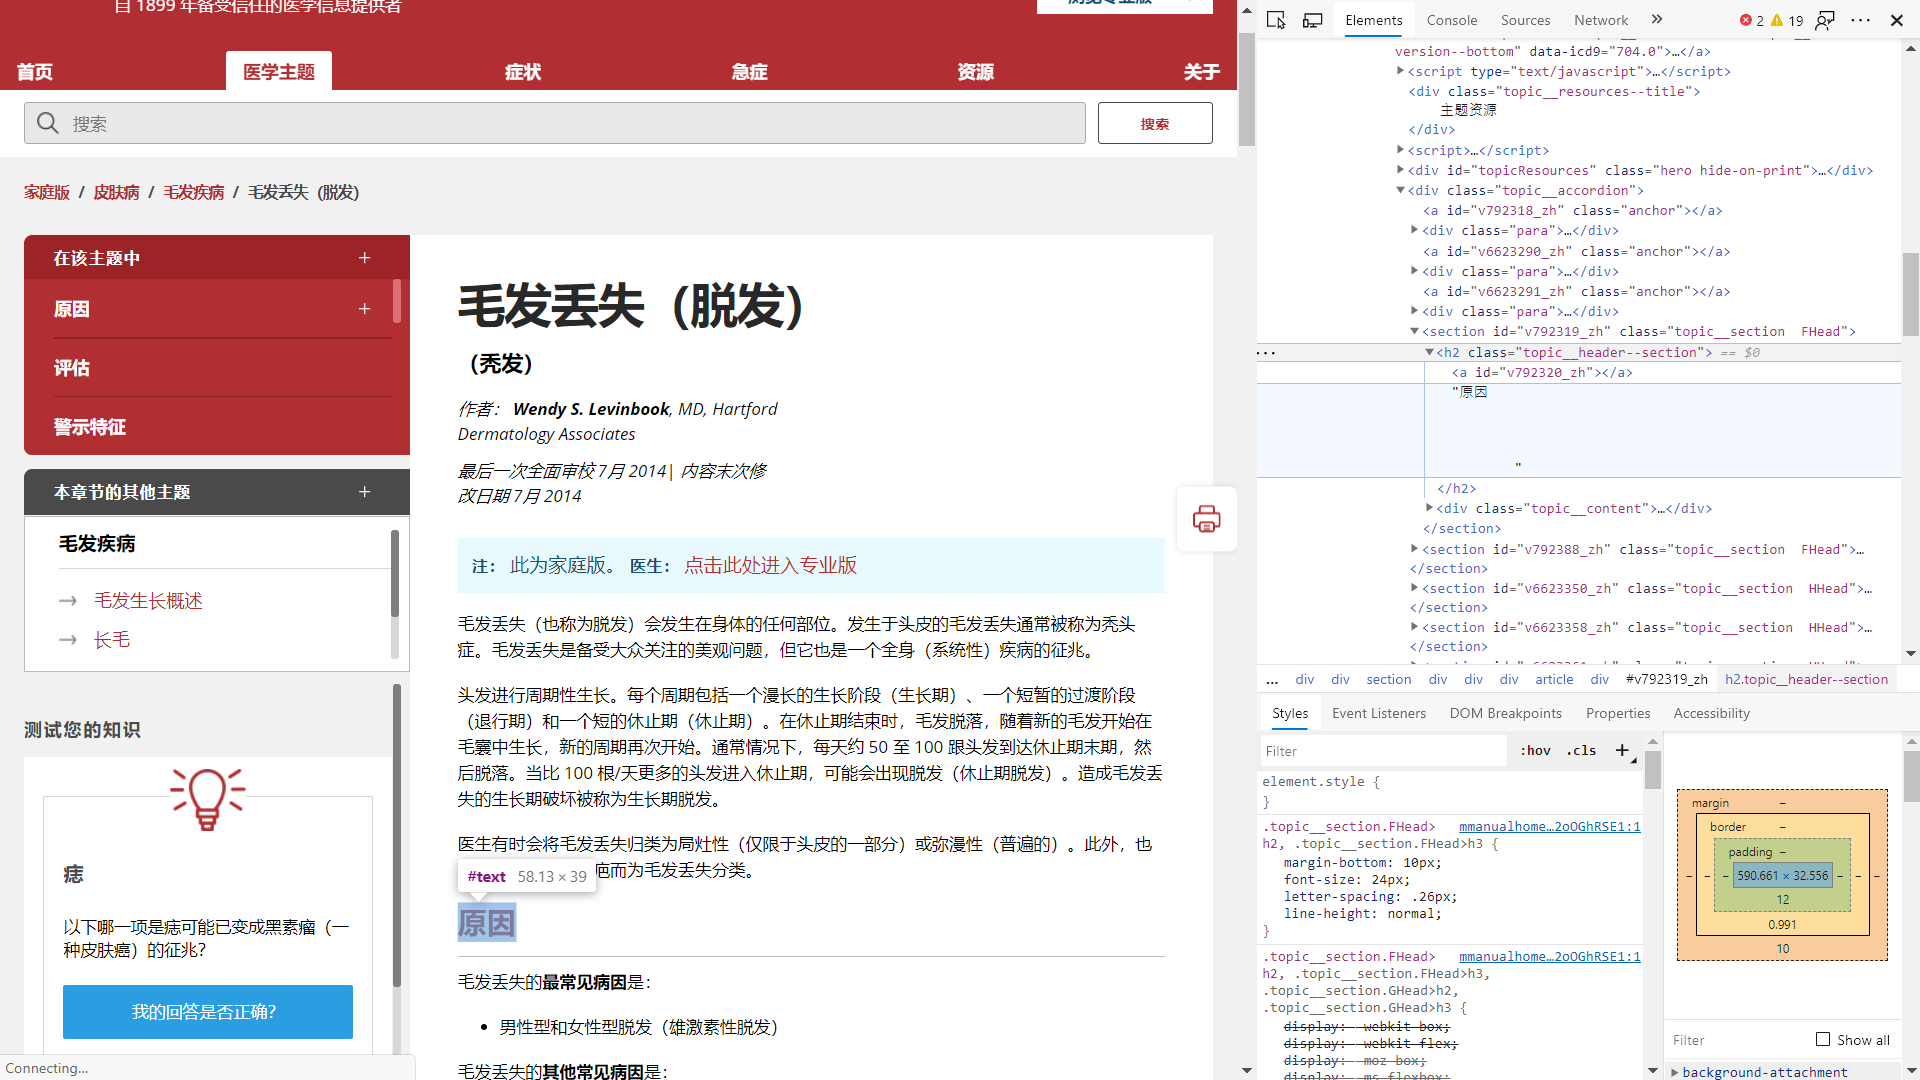 自 1899 年备受信任的医学信息提供者
首页 医学主题 症状 急症 资源 关于
搜索 搜索
家庭版 / 皮肤病 / 毛发疾病 / 毛发丢失（脱发）
在该主题中 +
原因 +
评估
警示特征
本章节的其他主题 +
毛发疾病
→ 毛发生长概述
→ 长毛
测试您的知识
痣
以下哪一项是痣可能已变成黑素瘤（一
种皮肤癌）的征兆?
我的回答是否正确?
Connecting...
毛发丢失（脱发）
（秃发）
作者： Wendy S. Levinbook, MD, Hartford
Dermatology Associates
最后一次全面审校 7月 2014| 内容末次修
改日期 7月 2014
注： 此为家庭版。 医生： 点击此处进入专业版
毛发丢失（也称为脱发）会发生在身体的任何部位。发生于头皮的毛发丢失通常被称为秃头
症。毛发丢失是备受大众关注的美观问题，但它也是一个全身（系统性）疾病的征兆。
头发进行周期性生长。每个周期包括一个漫长的生长阶段（生长期）、一个短暂的过渡阶段
（退行期）和一个短的休止期（休止期）。在休止期结束时，毛发脱落，随着新的毛发开始在
毛囊中生长，新的周期再次开始。通常情况下，每天约 50 至 100 跟头发到达休止期末期，然
后脱落。当比 100 根/天更多的头发进入休止期，可能会出现脱发（休止期脱发）。造成毛发丢
失的生长期破坏被称为生长期脱发。
医生有时会将毛发丢失归类为局灶性（仅限于头皮的一部分）或弥漫性（普遍的）。此外，也
疤而为毛发丢失分类。
#text 58.13 × 39
原因
毛发丢失的最常见病因是：
• 男性型和女性型脱发（雄激素性脱发）
毛发丢失的其他常见病因是：
Elements Console Sources Network » 2 19
version--bottom" data-icd9="704.0">…</a>
<script type="text/javascript">…</script>
<div class="topic__resources--title">
主题资源
</div>
<script>…</script>
<div id="topicResources" class="hero hide-on-print">…</div>
<div class="topic__accordion">
<a id="v792318_zh" class="anchor"></a>
<div class="para">…</div>
<a id="v6623290_zh" class="anchor"></a>
<div class="para">…</div>
<a id="v6623291_zh" class="anchor"></a>
<div class="para">…</div>
<section id="v792319_zh" class="topic__section  FHead">
<h2 class="topic__header--section"> == $0
<a id="v792320_zh"></a>
"原因
"
</h2>
<div class="topic__content">…</div>
</section>
<section id="v792388_zh" class="topic__section  FHead">…
</section>
<section id="v6623350_zh" class="topic__section  HHead">…
</section>
<section id="v6623358_zh" class="topic__section  HHead">…
</section>
... div div section div div div article div #v792319_zh h2.topic__header--section
Styles Event Listeners DOM Breakpoints Properties Accessibility
Filter :hov .cls +
element.style {
}
.topic__section.FHead> mmanualhome…2oOGhRSE1:1
h2, .topic__section.FHead>h3 {
margin-bottom: 10px;
font-size: 24px;
letter-spacing: .26px;
line-height: normal;
}
.topic__section.FHead> mmanualhome…2oOGhRSE1:1
h2, .topic__section.FHead>h3,
.topic__section.GHead>h2,
.topic__section.GHead>h3 {
display: -webkit-box;
display: -webkit-flex;
display: -moz-box;
display: -ms-flexbox;
margin –
border –
padding –
– – – 590.661 × 32.556 – – –
12
0.991
10
Filter Show all
background-attachment